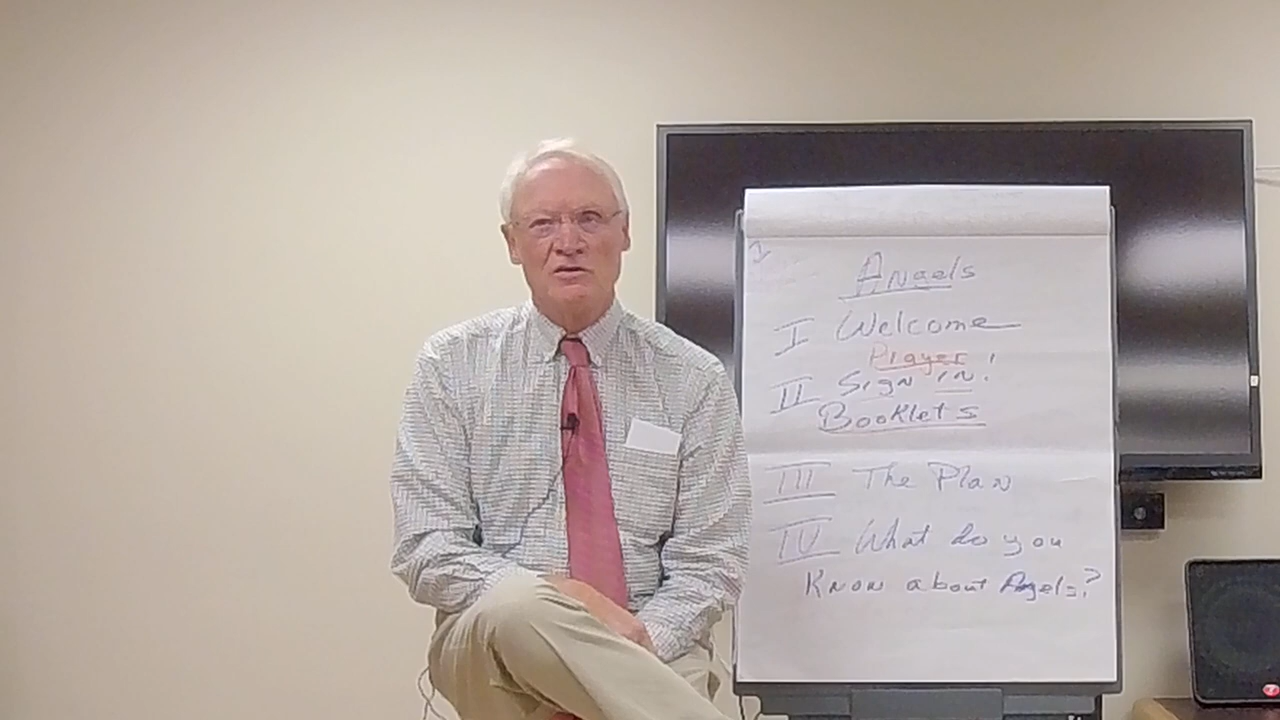 Angels
I Welcome
Prayer!
II Sign in!
Booklets
III The Plan
IV What do you
Know about Angels?